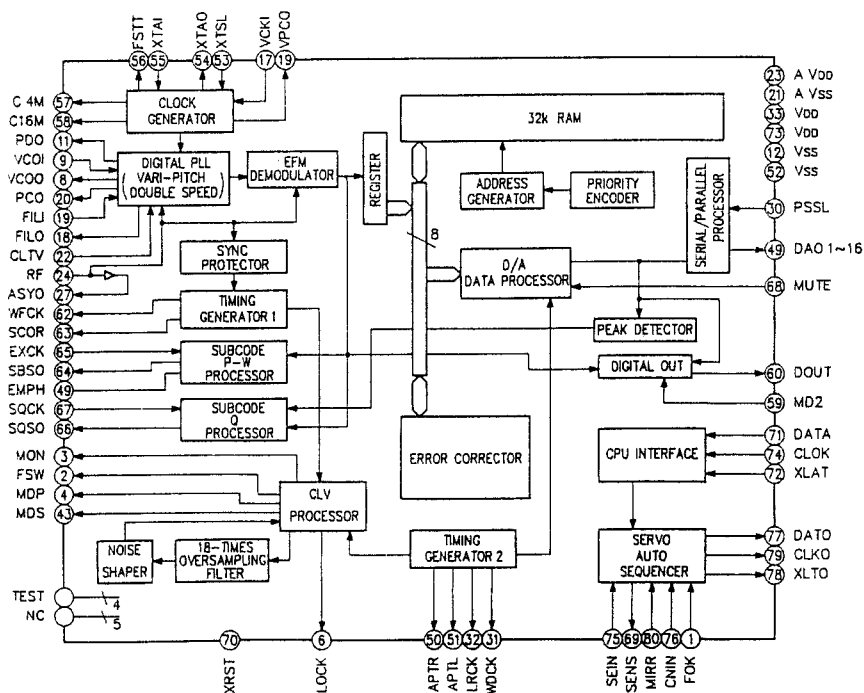 FSTT
XTAI
XTAO
XTSL
VCKI
VPCO
56
55
54
53
17
19
C 4M 57
C16M 58
PDO 11
VCOI 9
VCOO 8
PCO 20
FILI 19
FILO 18
CLTV 22
RF 24
ASYO 27
WFCK 62
SCOR 63
EXCK 65
SBSO 64
EMPH 49
SQCK 67
SQSO 66
MON 3
FSW 2
MDP 4
MDS 43
TEST 4
NC 5
CLOCK
GENERATOR
DIGITAL PLL
VARI-PITCH
DOUBLE SPEED
EFM
DEMODULATOR
REGISTER
SYNC
PROTECTOR
TIMING
GENERATOR 1
SUBCODE
P-W
PROCESSOR
SUBCODE
Q
PROCESSOR
CLV
PROCESSOR
18-TIMES
OVERSAMPLING
FILTER
NOISE
SHAPER
32k RAM
ADDRESS
GENERATOR
PRIORITY
ENCODER
8
D/A
DATA PROCESSOR
SERIAL/PARALLEL
PROCESSOR
PEAK DETECTOR
DIGITAL OUT
ERROR CORRECTOR
CPU INTERFACE
TIMING
GENERATOR 2
SERVO
AUTO
SEQUENCER
23 A VDD
21 A VSS
33 VDD
73 VDD
12 VSS
52 VSS
30 PSSL
49 DAO 1~16
68 MUTE
60 DOUT
59 MD2
71 DATA
74 CLOK
72 XLAT
77 DATO
79 CLKO
78 XLTO
70
6
50
51
32
31
75
69
80
76
1
XRST
LOCK
APTR
APTL
LRCK
WDCK
SEIN
SENS
MIRR
CNIN
FOK